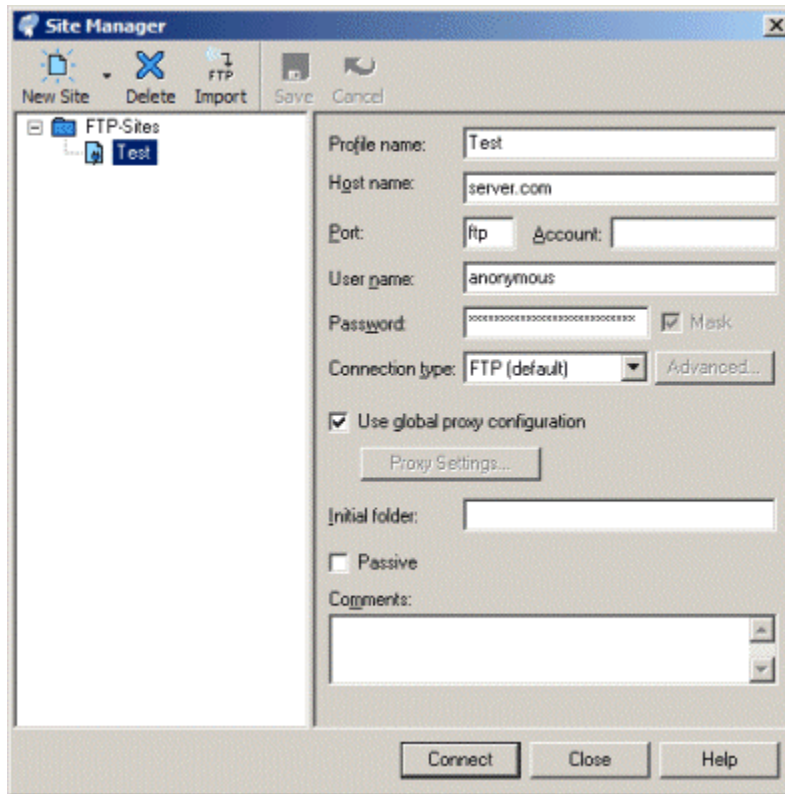 Site Manager
New Site Delete FTP Import Save Cancel
FTP-Sites
Test
Profile name: Test
Host name: server.com
Port: ftp Account:
User name: anonymous
Password: ****************************** Mask
Connection type: FTP (default) Advanced...
Use global proxy configuration
Proxy Settings...
Initial folder:
Passive
Comments:
Connect Close Help